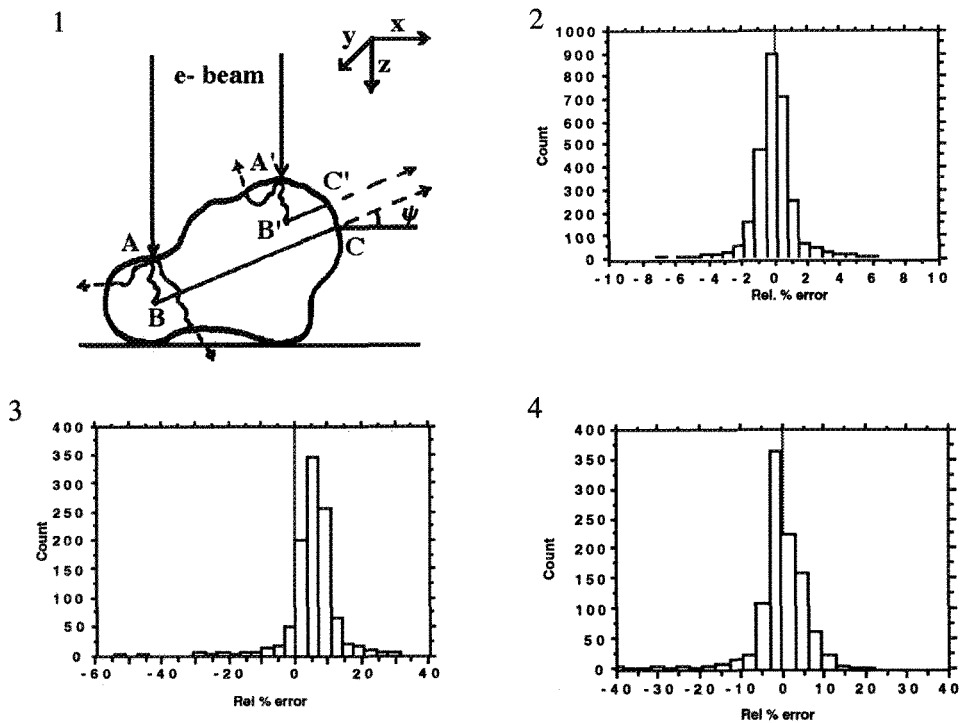 1
y x
z
e- beam
A' C'
B' ψ
C
A
B
2
1000
900
800
700
600
500
400
300
200
100
0
Count
-10 -8 -6 -4 -2 0 2 4 6 8 10
Rel. % error
3
400
350
300
250
200
150
100
50
0
Count
-60 -40 -20 0 20 40
Rel % error
4
400
350
300
250
200
150
100
50
0
Count
-40 -30 -20 -10 0 10 20 30 40
Rel % error